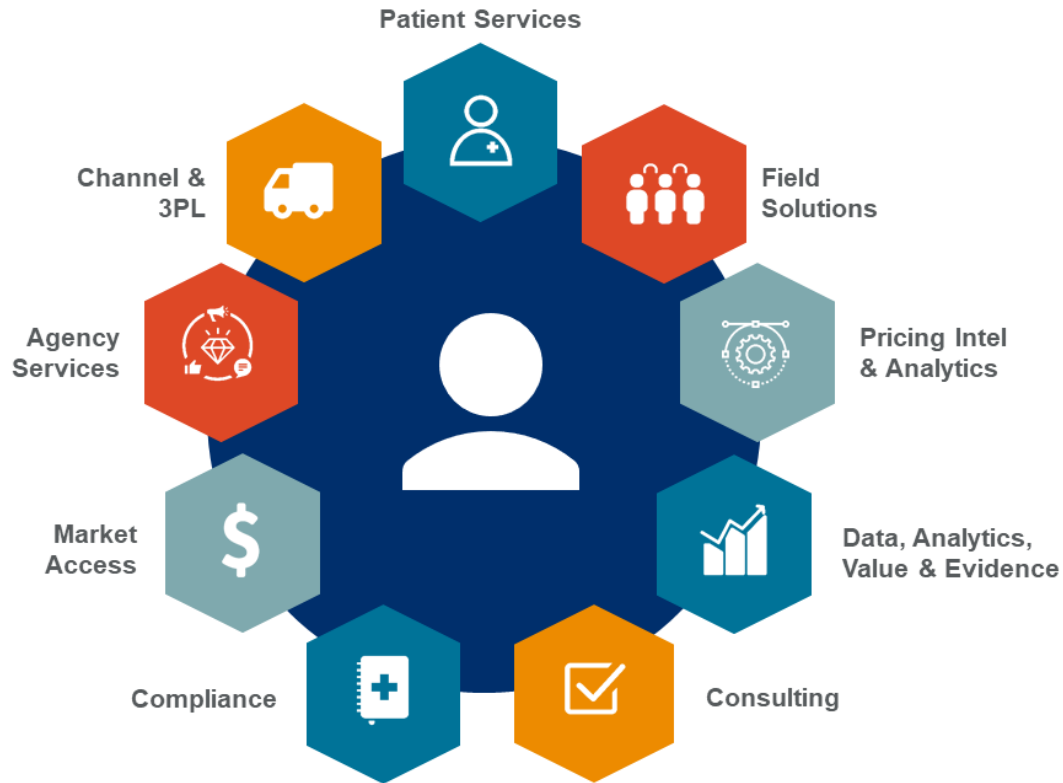 Patient Services
Channel &
3PL
Field
Solutions
Agency
Services
Pricing Intel
& Analytics
Market
Access
Data, Analytics,
Value & Evidence
Compliance
Consulting